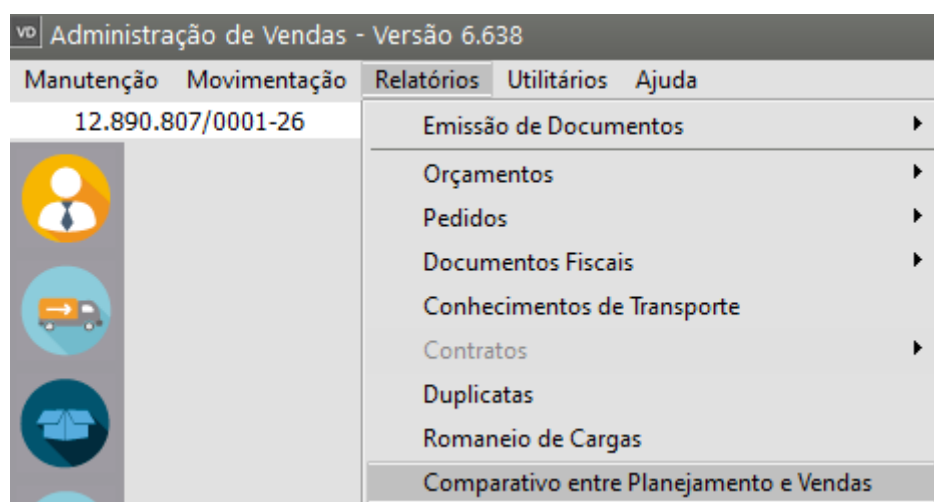 VD Administração de Vendas - Versão 6.638
Manutenção Movimentação Relatórios Utilitários Ajuda
12.890.807/0001-26
Emissão de Documentos
Orçamentos
Pedidos
Documentos Fiscais
Conhecimentos de Transporte
Contratos
Duplicatas
Romaneio de Cargas
Comparativo entre Planejamento e Vendas